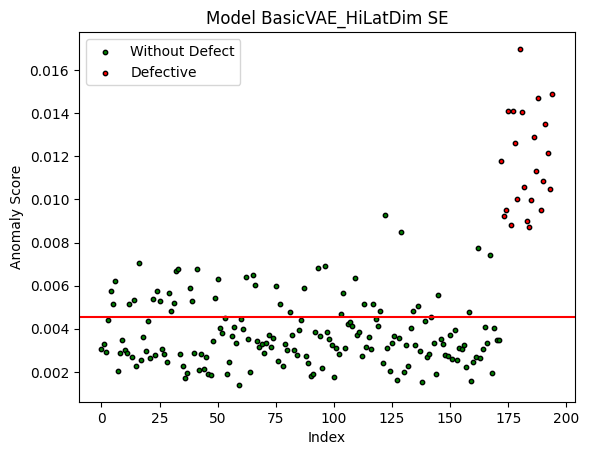 Model BasicVAE_HiLatDim SE
Without Defect
Defective
0.016
0.014
0.012
0.010
0.008
0.006
0.004
0.002
Anomaly Score
0 25 50 75 100 125 150 175 200
Index